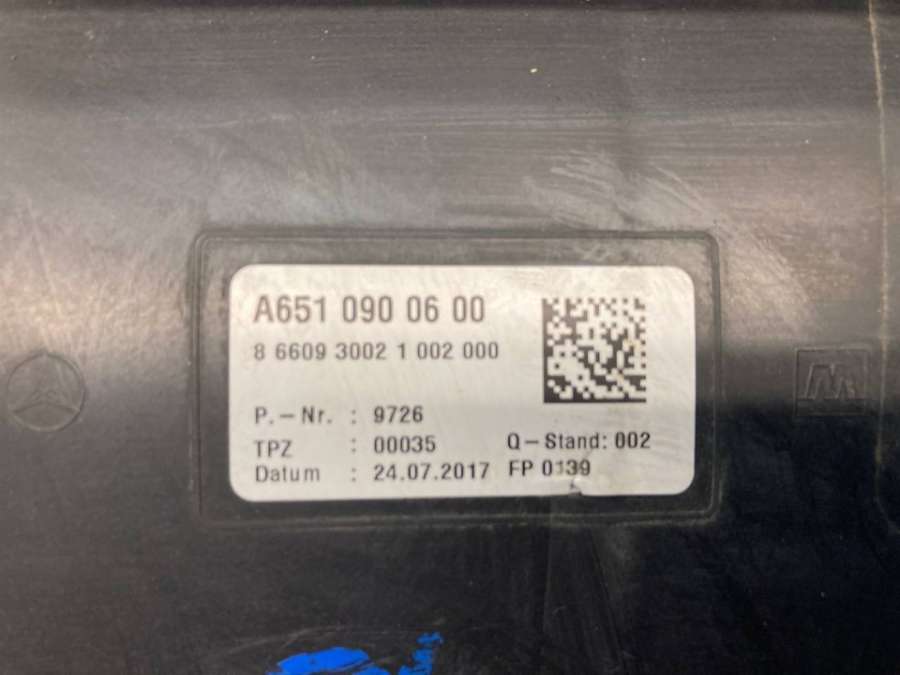 A651 090 06 00
8 6609 3002 1 002 000
P.-Nr. : 9726
TPZ : 00035 Q-Stand: 002
Datum : 24.07.2017 FP 0139